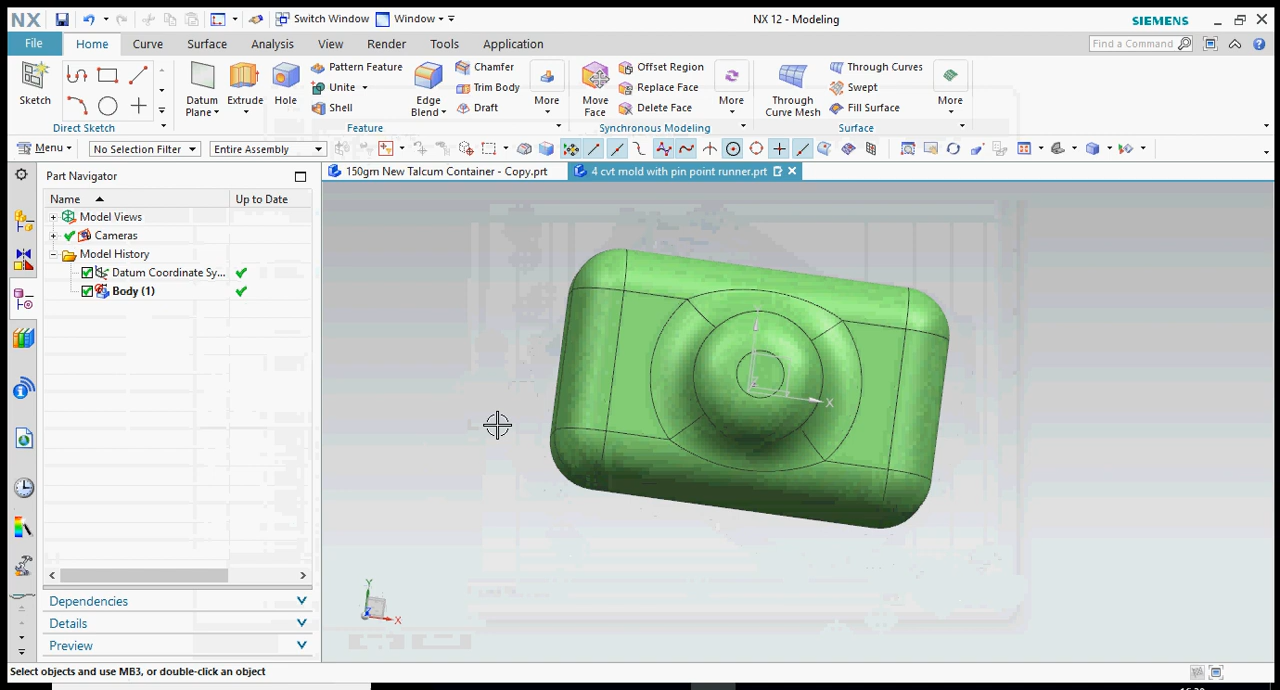 NX
Switch Window
Window
NX 12 - Modeling
SIEMENS
File
Home
Curve
Surface
Analysis
View
Render
Tools
Application
Find a Command
Sketch
Direct Sketch
Datum
Plane
Extrude
Hole
Pattern Feature
Unite
Shell
Edge
Blend
Chamfer
Trim Body
Draft
More
Feature
Move
Face
Offset Region
Replace Face
Delete Face
More
Synchronous Modeling
Through
Curve Mesh
Through Curves
Swept
Fill Surface
More
Surface
Menu
No Selection Filter
Entire Assembly
Part Navigator
150gm New Talcum Container - Copy.prt
4 cvt mold with pin point runner.prt
Name
Up to Date
Model Views
Cameras
Model History
Datum Coordinate Sy...
Body (1)
X
Y
X
Dependencies
Details
Preview
Select objects and use MB3, or double-click an object